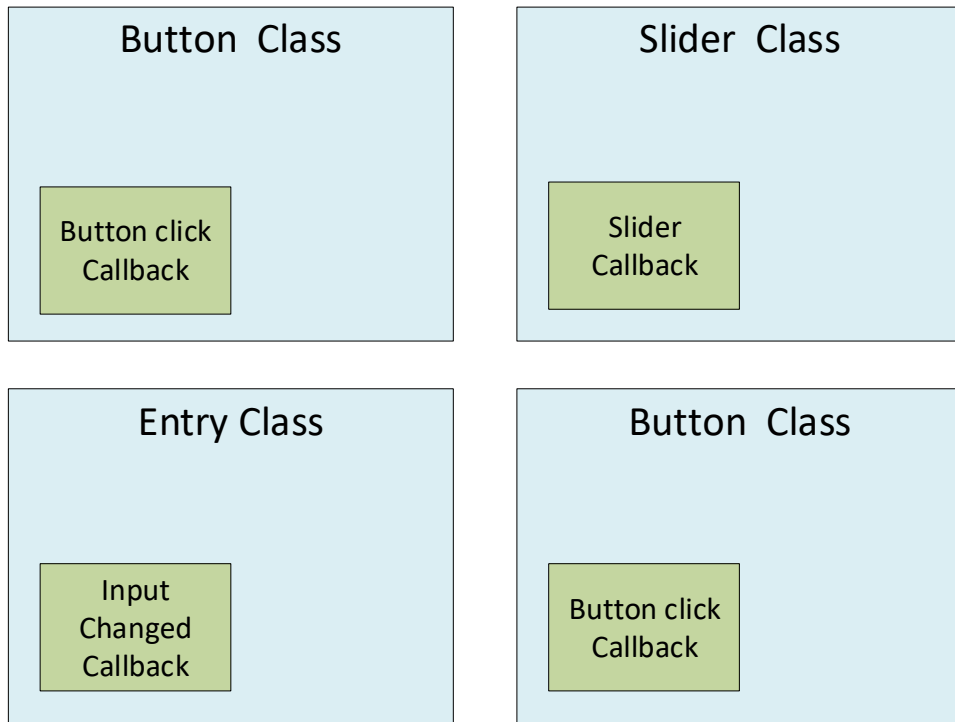 Button Class
Button click
Callback
Slider Class
Slider
Callback
Entry Class
Input
Changed
Callback
Button Class
Button click
Callback